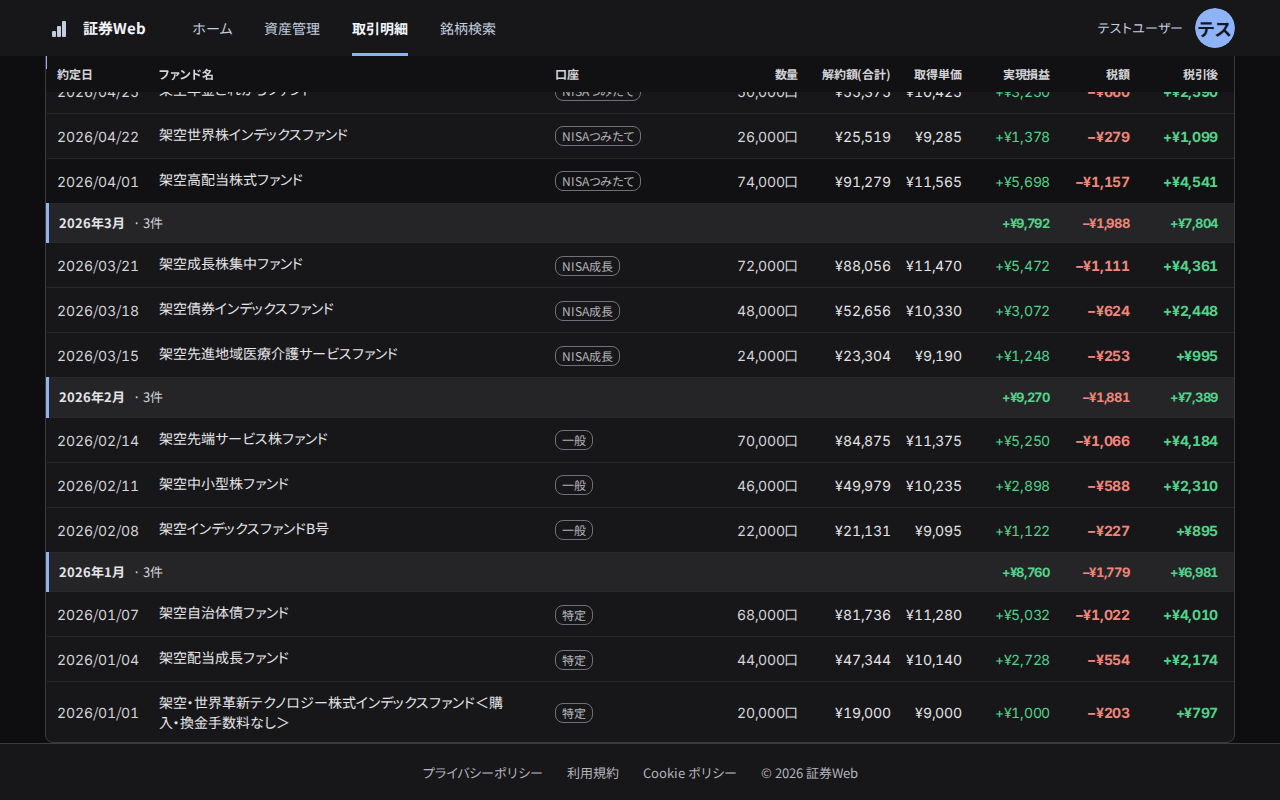 証券Web ホーム 資産管理 取引明細 銘柄検索 テストユーザー テス
約定日 ファンド名 口座 数量 解約額(合計) 取得単価 実現損益 税額 税引後
2026/04/22 架空世界株インデックスファンド NISAつみたて 26,000口 ¥25,519 ¥9,285 +¥1,378 −¥279 +¥1,099
2026/04/01 架空高配当株式ファンド NISAつみたて 74,000口 ¥91,279 ¥11,565 +¥5,698 −¥1,157 +¥4,541
2026年3月 · 3件 +¥9,792 −¥1,988 +¥7,804
2026/03/21 架空成長株集中ファンド NISA成長 72,000口 ¥88,056 ¥11,470 +¥5,472 −¥1,111 +¥4,361
2026/03/18 架空債券インデックスファンド NISA成長 48,000口 ¥52,656 ¥10,330 +¥3,072 −¥624 +¥2,448
2026/03/15 架空先進地域医療介護サービスファンド NISA成長 24,000口 ¥23,304 ¥9,190 +¥1,248 −¥253 +¥995
2026年2月 · 3件 +¥9,270 −¥1,881 +¥7,389
2026/02/14 架空先端サービス株ファンド 一般 70,000口 ¥84,875 ¥11,375 +¥5,250 −¥1,066 +¥4,184
2026/02/11 架空中小型株ファンド 一般 46,000口 ¥49,979 ¥10,235 +¥2,898 −¥588 +¥2,310
2026/02/08 架空インデックスファンドB号 一般 22,000口 ¥21,131 ¥9,095 +¥1,122 −¥227 +¥895
2026年1月 · 3件 +¥8,760 −¥1,779 +¥6,981
2026/01/07 架空自治体債ファンド 特定 68,000口 ¥81,736 ¥11,280 +¥5,032 −¥1,022 +¥4,010
2026/01/04 架空配当成長ファンド 特定 44,000口 ¥47,344 ¥10,140 +¥2,728 −¥554 +¥2,174
2026/01/01 架空・世界革新テクノロジー株式インデックスファンド＜購 特定 20,000口 ¥19,000 ¥9,000 +¥1,000 −¥203 +¥797
入・換金手数料なし＞
プライバシーポリシー 利用規約 Cookie ポリシー © 2026 証券Web